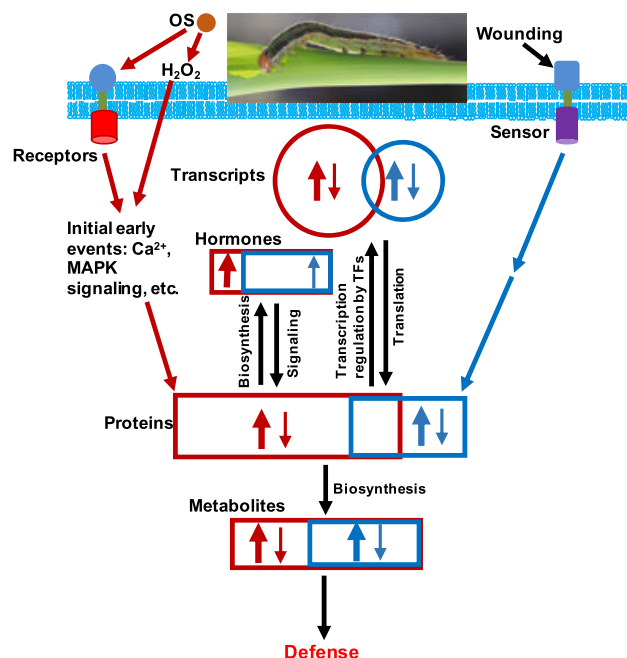 OS
H₂O₂
Wounding
Receptors
Sensor
Transcripts
Initial early
events: Ca²⁺,
MAPK
signaling, etc.
Hormones
Biosynthesis
Signaling
Transcription
regulation by TFs
Translation
Proteins
Biosynthesis
Metabolites
Defense